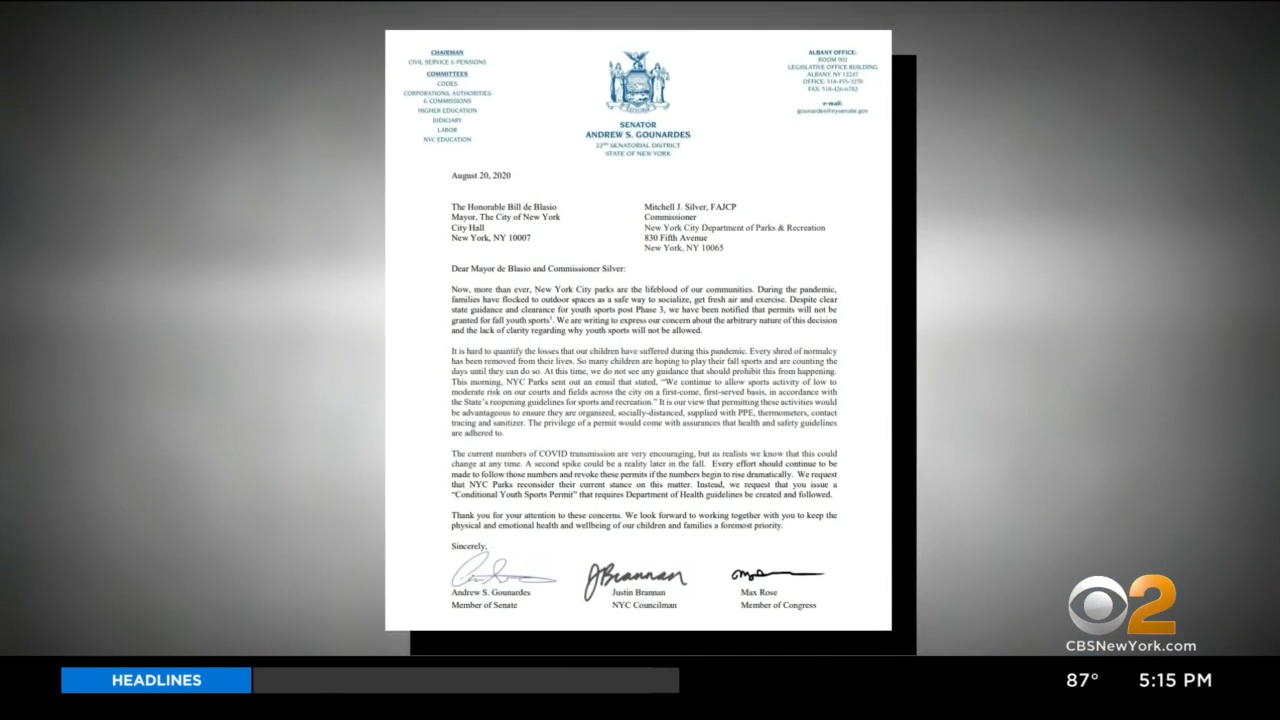 CHAIRMAN
CIVIL SERVICE & PENSIONS
COMMITTEES
CODES
CORPORATIONS, AUTHORITIES
& COMMISSIONS
HIGHER EDUCATION
JUDICIARY
LABOR
NYC EDUCATION
SENATOR
ANDREW S. GOUNARDES
22ND SENATORIAL DISTRICT
STATE OF NEW YORK
ALBANY OFFICE:
ROOM 902
LEGISLATIVE OFFICE BUILDING
ALBANY, NY 12247
OFFICE: 518-455-3270
FAX: 518-426-6782
e-mail:
gounardes@nysenate.gov
August 20, 2020
The Honorable Bill de Blasio
Mayor, The City of New York
City Hall
New York, NY 10007
Mitchell J. Silver, FAJCP
Commissioner
New York City Department of Parks & Recreation
830 Fifth Avenue
New York, NY 10065
Dear Mayor de Blasio and Commissioner Silver:
Now, more than ever, New York City parks are the lifeblood of our communities. During the pandemic,
families have flocked to outdoor spaces as a safe way to socialize, get fresh air and exercise. Despite clear
state guidance and clearance for youth sports post Phase 3, we have been notified that permits will not be
granted for fall youth sports¹. We are writing to express our concern about the arbitrary nature of this decision
and the lack of clarity regarding why youth sports will not be allowed.
It is hard to quantify the losses that our children have suffered during this pandemic. Every shred of normalcy
has been removed from their lives. So many children are hoping to play their fall sports and are counting the
days until they can do so. At this time, we do not see any guidance that should prohibit this from happening.
This morning, NYC Parks sent out an email that stated, “We continue to allow sports activity of low to
moderate risk on our courts and fields across the city on a first-come, first-served basis, in accordance with
the State’s reopening guidelines for sports and recreation.” It is our view that permitting these activities would
be advantageous to ensure they are organized, socially-distanced, supplied with PPE, thermometers, contact
tracing and sanitizer. The privilege of a permit would come with assurances that health and safety guidelines
are adhered to.
The current numbers of COVID transmission are very encouraging, but as realists we know that this could
change at any time. A second spike could be a reality later in the fall. Every effort should continue to be
made to follow those numbers and revoke these permits if the numbers begin to rise dramatically. We request
that NYC Parks reconsider their current stance on this matter. Instead, we request that you issue a
“Conditional Youth Sports Permit” that requires Department of Health guidelines be created and followed.
Thank you for your attention to these concerns. We look forward to working together with you to keep the
physical and emotional health and wellbeing of our children and families a foremost priority.
Sincerely,
JBrannan
Andrew S. Gounardes
Member of Senate
Justin Brannan
NYC Councilman
Max Rose
Member of Congress
2
CBSNewYork.com
HEADLINES
87°
5:15 PM